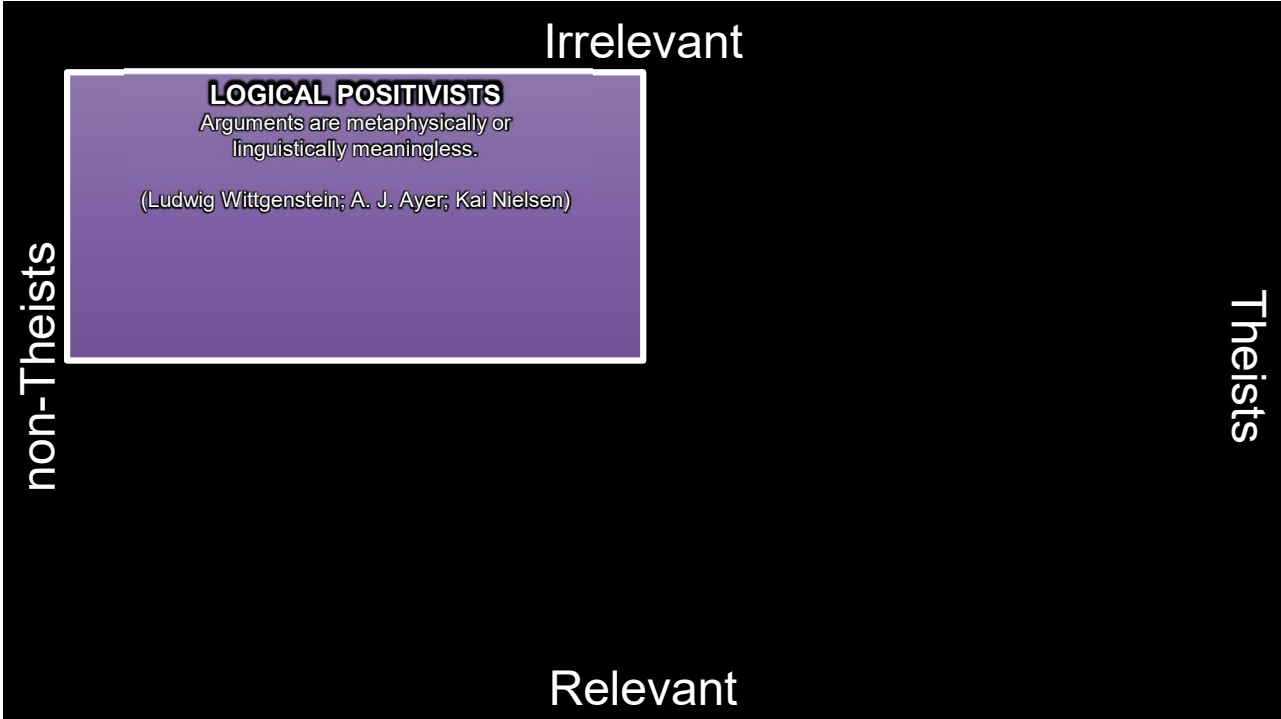 Irrelevant
LOGICAL POSITIVISTS
Arguments are metaphysically or
linguistically meaningless.
(Ludwig Wittgenstein; A. J. Ayer; Kai Nielsen)
non-Theists
Theists
Relevant